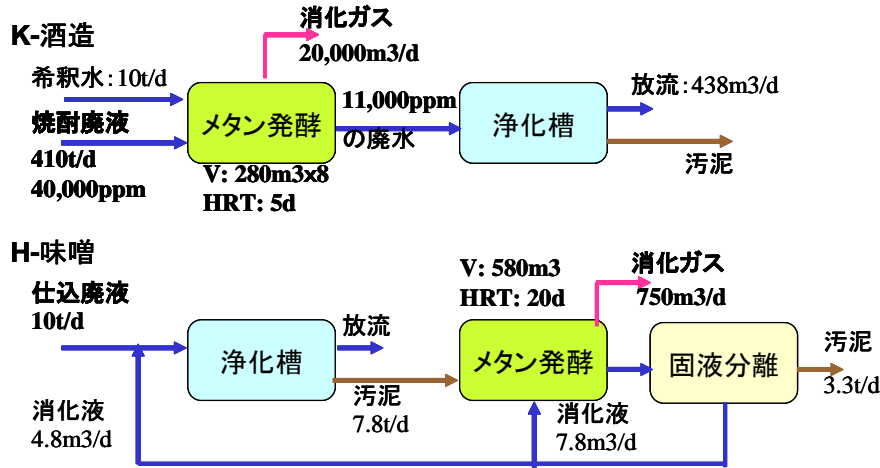 K-酒造
消化ガス
20,000m3/d
希釈水：10t/d
焼酎廃液
410t/d
40,000ppm
メタン発酵
V: 280m3x8
HRT: 5d
11,000ppm
の廃水
浄化槽
放流：438m3/d
汚泥
H-味噌
仕込廃液
10t/d
浄化槽
放流
汚泥
7.8t/d
V: 580m3
HRT: 20d
メタン発酵
消化ガス
750m3/d
固液分離
汚泥
3.3t/d
消化液
4.8m3/d
消化液
7.8m3/d